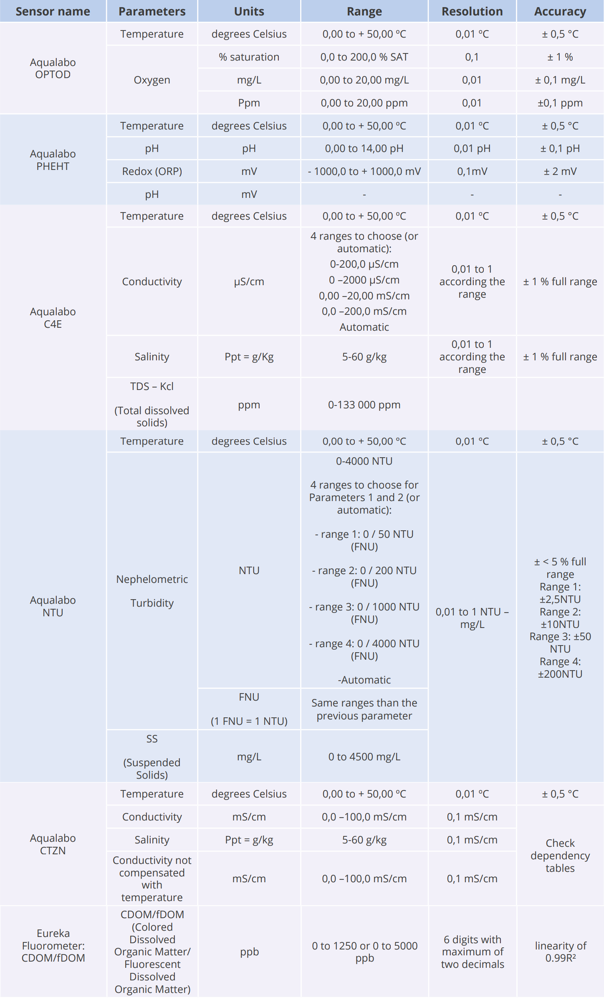 Sensor name Parameters Units Range Resolution Accuracy
Aqualabo
OPTOD
Temperature degrees Celsius 0,00 to + 50,00 ºC 0,01 ºC ± 0,5 °C
Oxygen
% saturation 0,0 to 200,0 % SAT 0,1 ± 1 %
mg/L 0,00 to 20,00 mg/L 0,01 ± 0,1 mg/L
Ppm 0,00 to 20,00 ppm 0,01 ±0,1 ppm
Aqualabo
PHEHT
Temperature degrees Celsius 0,00 to + 50,00 ºC 0,01 ºC ± 0,5 °C
pH pH 0,00 to 14,00 pH 0,01 pH ± 0,1 pH
Redox (ORP) mV - 1000,0 to + 1000,0 mV 0,1mV ± 2 mV
pH mV - - -
Aqualabo
C4E
Temperature degrees Celsius 0,00 to + 50,00 ºC 0,01 ºC ± 0,5 °C
Conductivity
µS/cm
4 ranges to choose (or
automatic):
0-200,0 µS/cm
0 –2000 µS/cm
0,00 –20,00 mS/cm
0,0 –200,0 mS/cm
Automatic
0,01 to 1
according the
range
± 1 % full range
Salinity
Ppt = g/Kg
5-60 g/kg
0,01 to 1
according the
range
± 1 % full range
TDS – Kcl
(Total dissolved
solids)
ppm
0-133 000 ppm
Aqualabo
NTU
Temperature degrees Celsius 0,00 to + 50,00 ºC 0,01 ºC ± 0,5 °C
Nephelometric
Turbidity
NTU
0-4000 NTU
4 ranges to choose for
Parameters 1 and 2 (or
automatic):
- range 1: 0 / 50 NTU
(FNU)
- range 2: 0 / 200 NTU
(FNU)
- range 3: 0 / 1000 NTU
(FNU)
- range 4: 0 / 4000 NTU
(FNU)
-Automatic
0,01 to 1 NTU –
mg/L
± < 5 % full
range
Range 1:
±2,5NTU
Range 2:
±10NTU
Range 3: ±50
NTU
Range 4:
±200NTU
FNU
(1 FNU = 1 NTU)
Same ranges than the
previous parameter
SS
(Suspended
Solids)
mg/L
0 to 4500 mg/L
Aqualabo
CTZN
Temperature degrees Celsius 0,00 to + 50,00 ºC 0,01 ºC ± 0,5 °C
Conductivity mS/cm 0,0 –100,0 mS/cm 0,1 mS/cm
Check
dependency
tables
Salinity Ppt = g/kg 5-60 g/kg 0,1 mS/cm
Conductivity not
compensated
with
temperature
mS/cm
0,0 –100,0 mS/cm
0,1 mS/cm
Eureka
Fluorometer:
CDOM/fDOM
CDOM/fDOM
(Colored
Dissolved
Organic Matter/
Fluorescent
Dissolved
Organic Matter)
ppb
0 to 1250 or 0 to 5000
ppb
6 digits with
maximum of
two decimals
linearity of
0.99R²